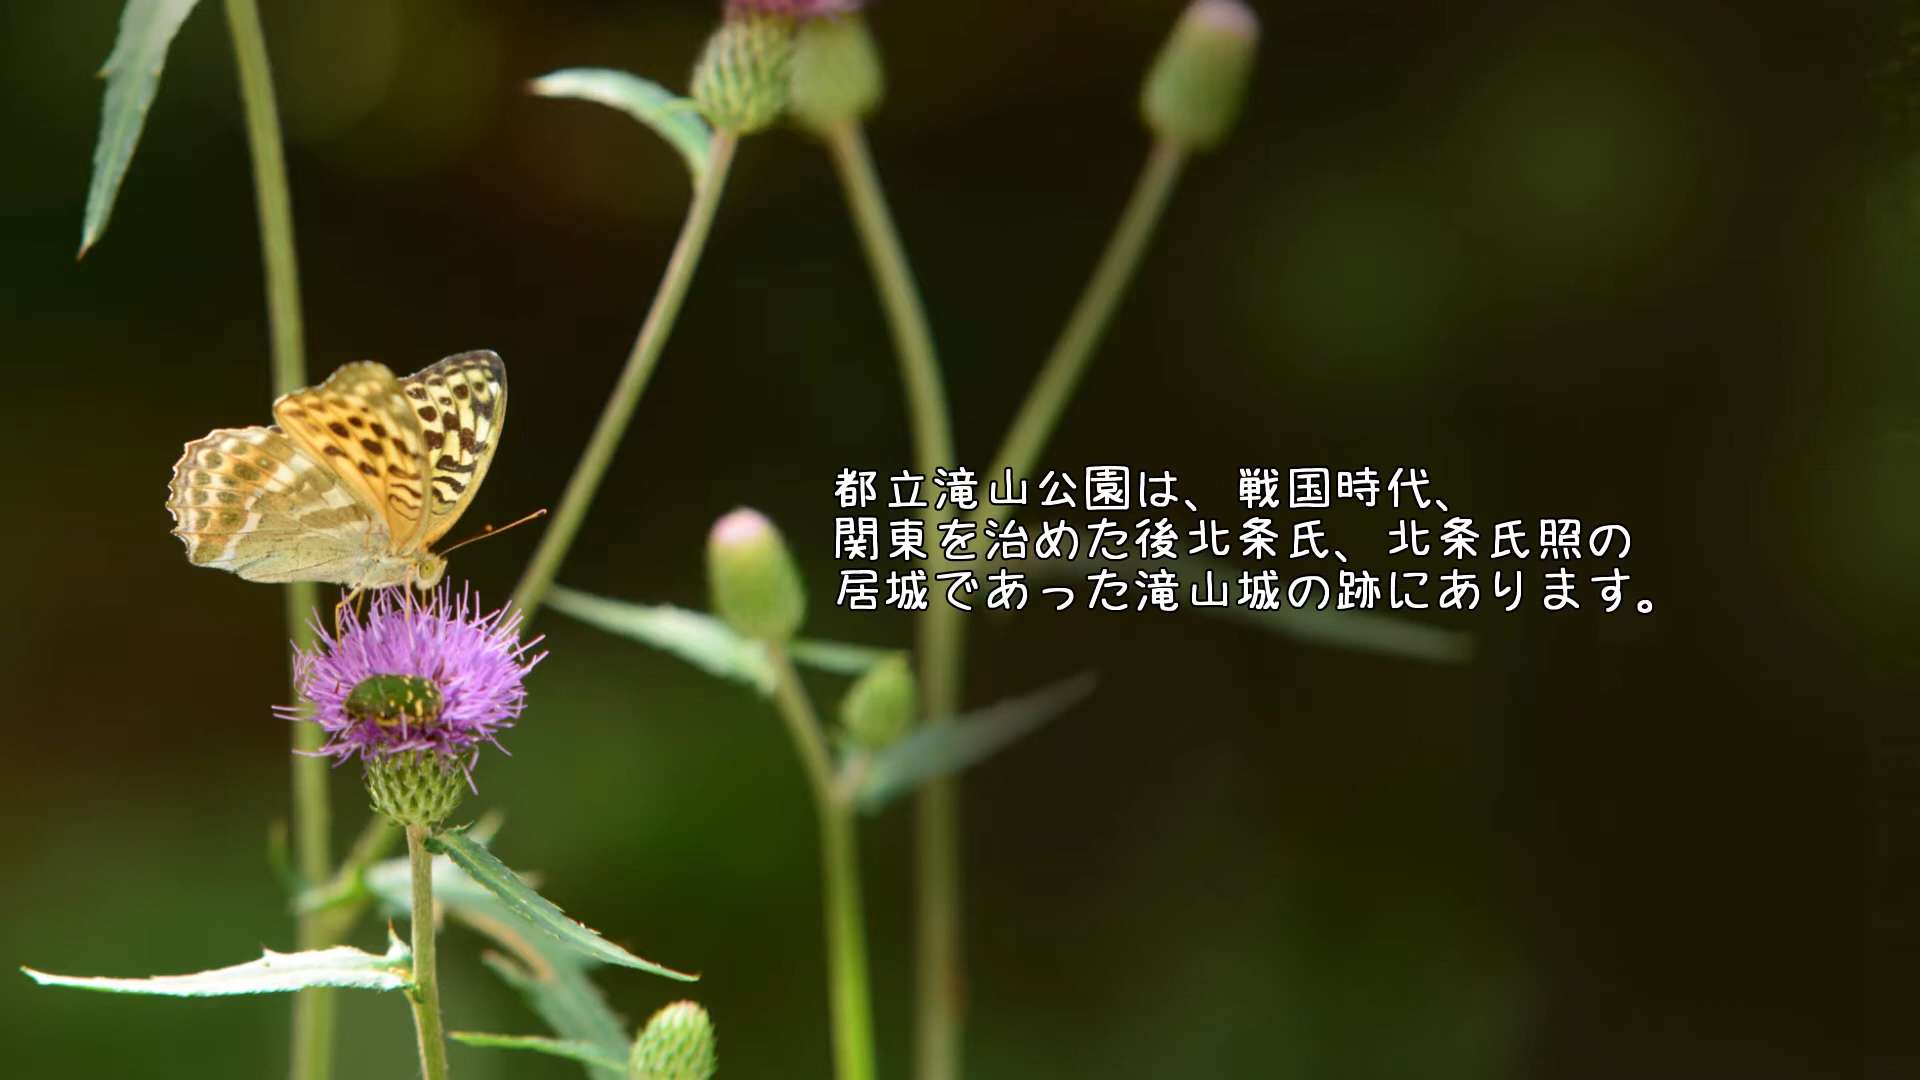 都立滝山公園は、戦国時代、
関東を治めた後北条氏、北条氏照の
居城であった滝山城の跡にあります。